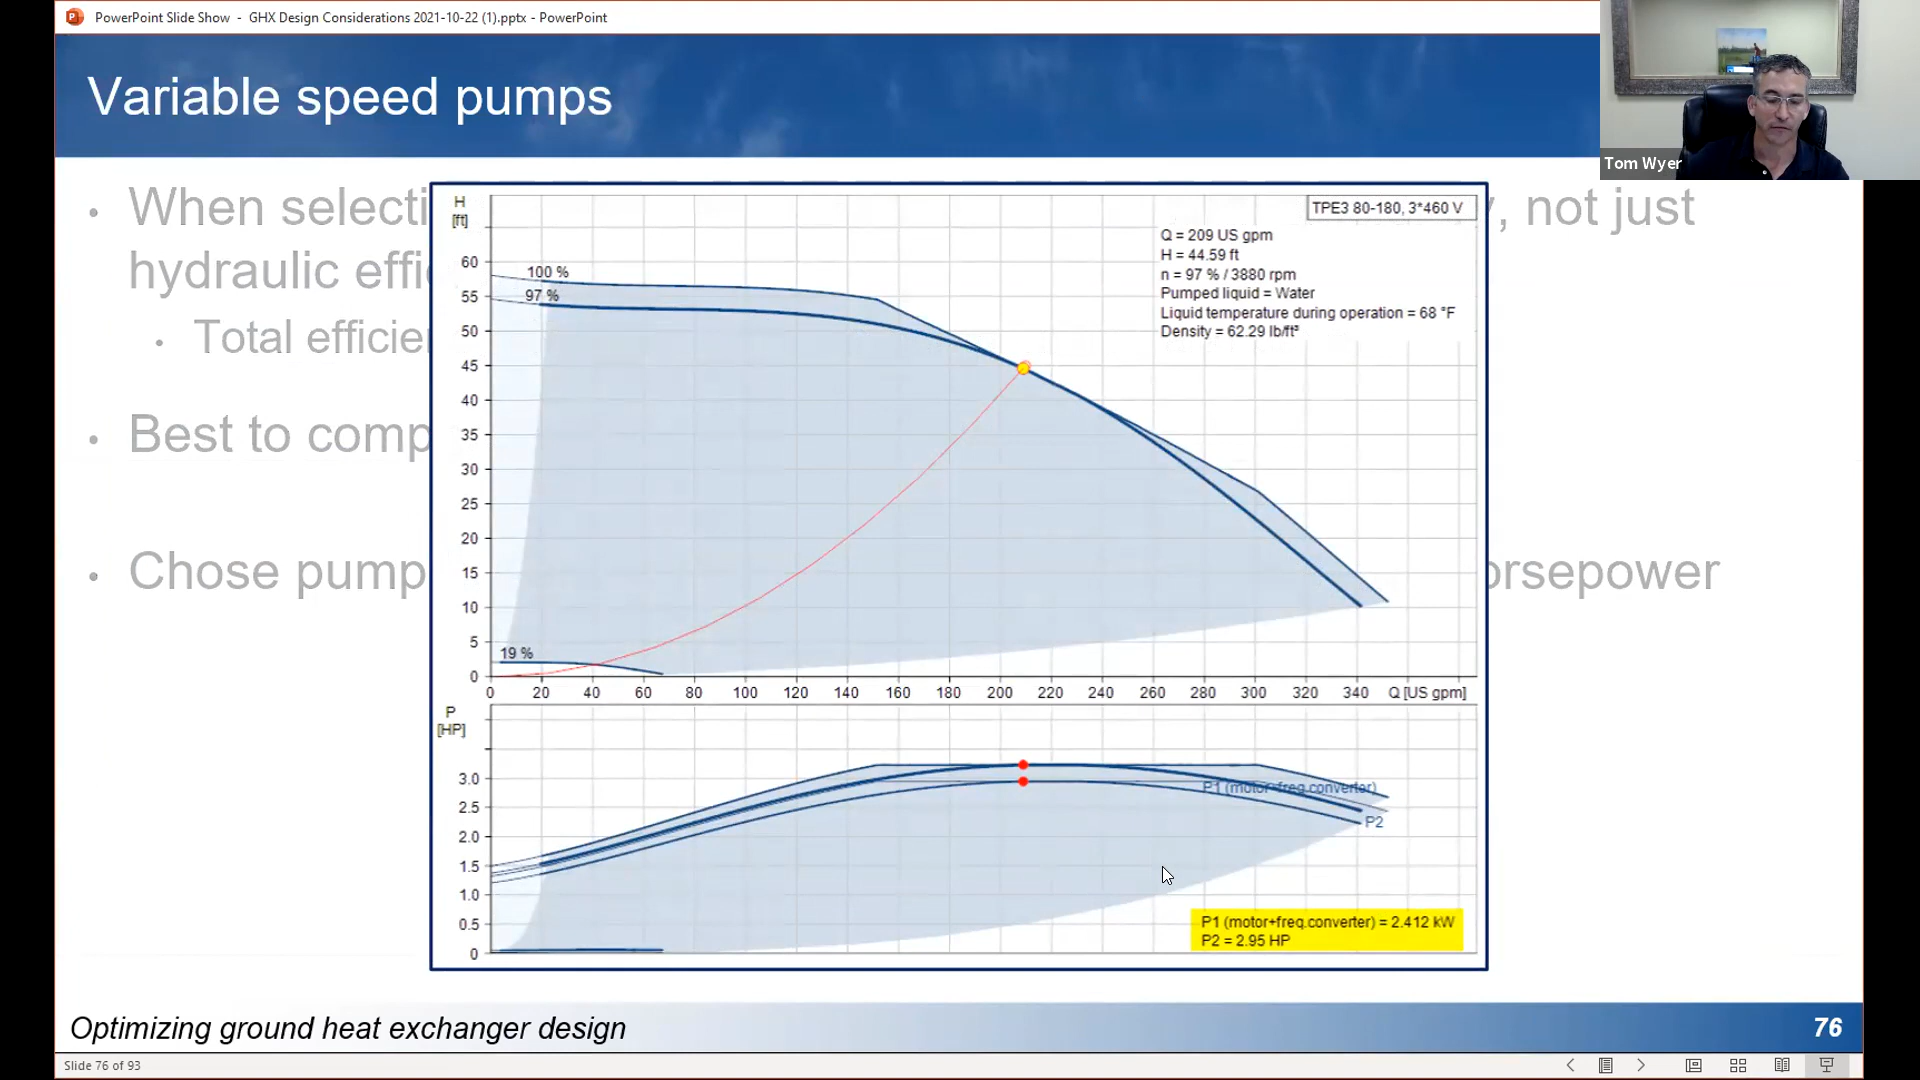 PowerPoint Slide Show - GHX Design Considerations 2021-10-22 (1).pptx - PowerPoint
Variable speed pumps
Tom Wyer
• When selecti
, not just
hydraulic effi
• Total efficie
• Best to comp
• Chose pump
orsepower
H
[ft]
TPE3 80-180, 3*460 V
Q = 209 US gpm
H = 44.59 ft
n = 97 % / 3880 rpm
Pumped liquid = Water
Liquid temperature during operation = 68 °F
Density = 62.29 lb/ft³
60
55
50
45
40
35
30
25
20
15
10
5
0
100 %
97 %
19 %
0 20 40 60 80 100 120 140 160 180 200 220 240 260 280 300 320 340 Q [US gpm]
P
[HP]
3.0
2.5
2.0
1.5
1.0
0.5
0
P1 (motor+freq.converter)
P2
P1 (motor+freq.converter) = 2.412 kW
P2 = 2.95 HP
Optimizing ground heat exchanger design
76
Slide 76 of 93